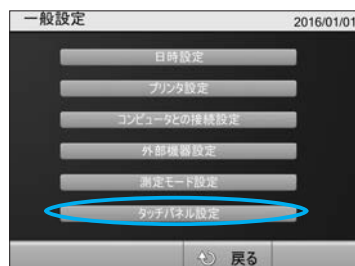 一般設定
2016/01/01
日時設定
プリンタ設定
コンピュータとの接続設定
外部機器設定
測定モード設定
タッチパネル設定
戻る